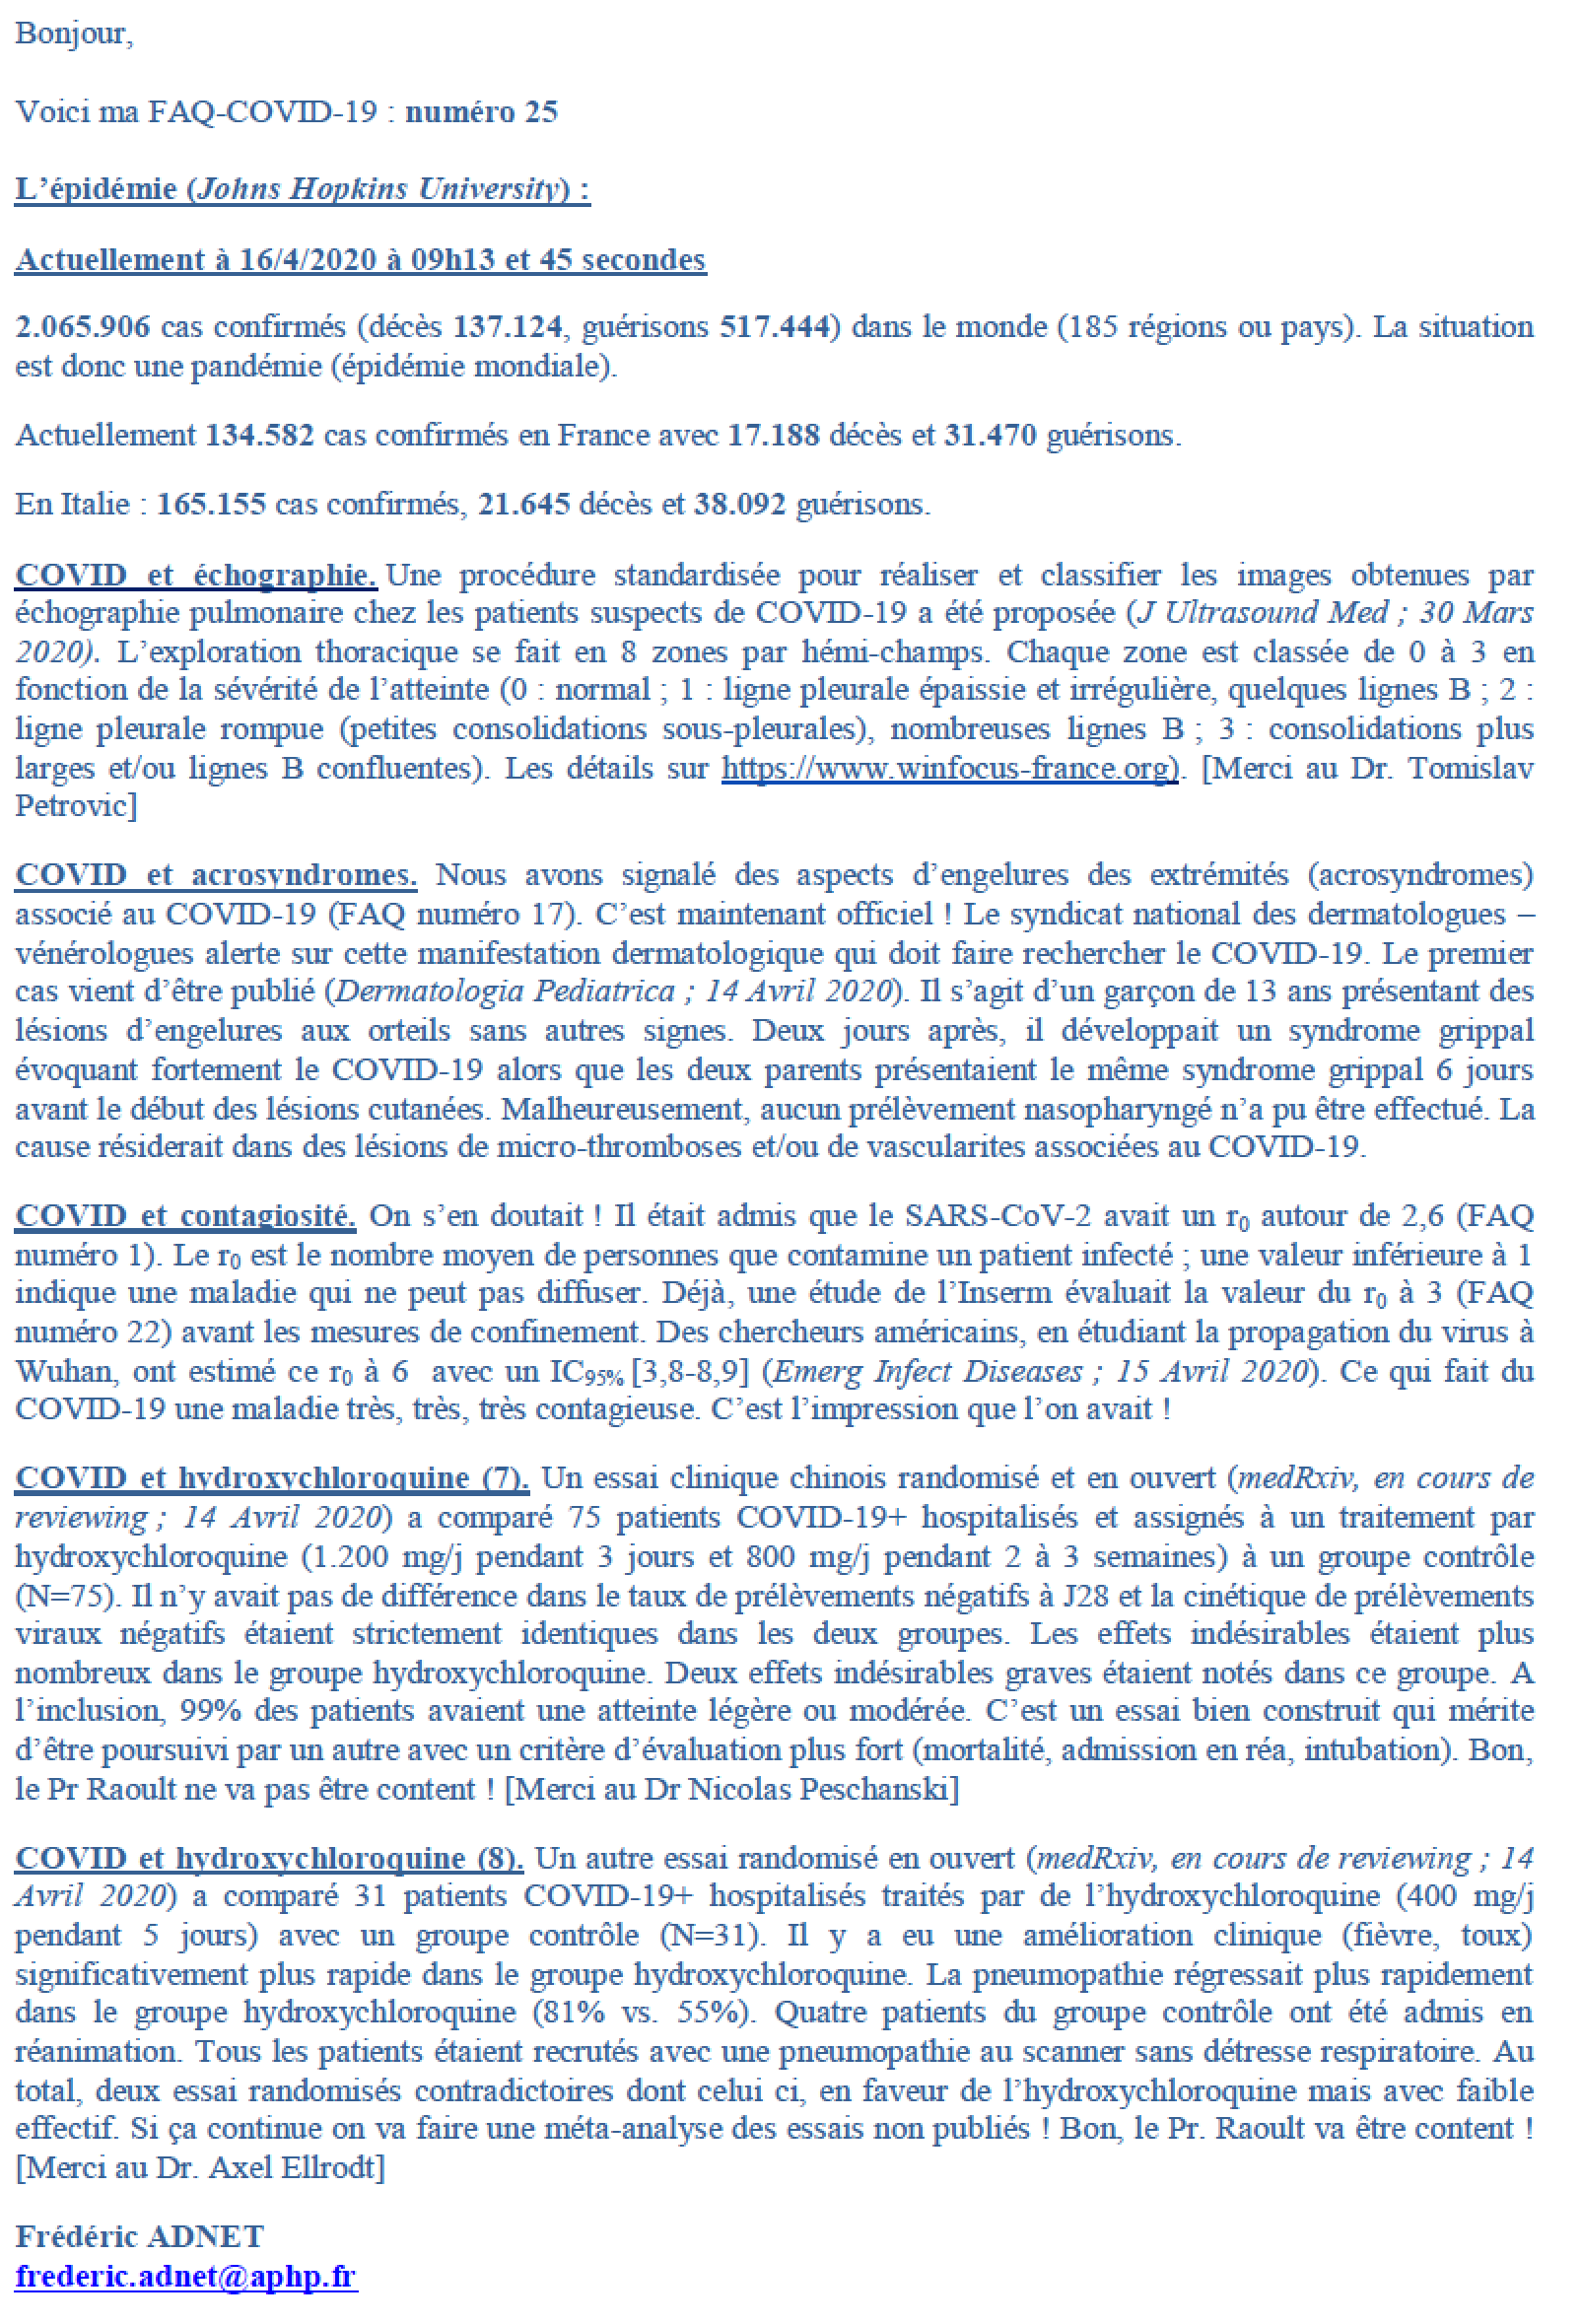 Bonjour,
Voici ma FAQ-COVID-19 : numéro 25
L’épidémie (Johns Hopkins University) :
Actuellement à 16/4/2020 à 09h13 et 45 secondes
2.065.906 cas confirmés (décès 137.124, guérisons 517.444) dans le monde (185 régions ou pays). La situation
est donc une pandémie (épidémie mondiale).
Actuellement 134.582 cas confirmés en France avec 17.188 décès et 31.470 guérisons.
En Italie : 165.155 cas confirmés, 21.645 décès et 38.092 guérisons.
COVID et échographie. Une procédure standardisée pour réaliser et classifier les images obtenues par
échographie pulmonaire chez les patients suspects de COVID-19 a été proposée (J Ultrasound Med ; 30 Mars
2020). L’exploration thoracique se fait en 8 zones par hémi-champs. Chaque zone est classée de 0 à 3 en
fonction de la sévérité de l’atteinte (0 : normal ; 1 : ligne pleurale épaissie et irrégulière, quelques lignes B ; 2 :
ligne pleurale rompue (petites consolidations sous-pleurales), nombreuses lignes B ; 3 : consolidations plus
larges et/ou lignes B confluentes). Les détails sur https://www.winfocus-france.org). [Merci au Dr. Tomislav
Petrovic]
COVID et acrosyndromes. Nous avons signalé des aspects d’engelures des extrémités (acrosyndromes)
associé au COVID-19 (FAQ numéro 17). C’est maintenant officiel ! Le syndicat national des dermatologues –
vénérologues alerte sur cette manifestation dermatologique qui doit faire rechercher le COVID-19. Le premier
cas vient d’être publié (Dermatologia Pediatrica ; 14 Avril 2020). Il s’agit d’un garçon de 13 ans présentant des
lésions d’engelures aux orteils sans autres signes. Deux jours après, il développait un syndrome grippal
évoquant fortement le COVID-19 alors que les deux parents présentaient le même syndrome grippal 6 jours
avant le début des lésions cutanées. Malheureusement, aucun prélèvement nasopharyngé n’a pu être effectué. La
cause résiderait dans des lésions de micro-thromboses et/ou de vascularites associées au COVID-19.
COVID et contagiosité. On s’en doutait ! Il était admis que le SARS-CoV-2 avait un r0 autour de 2,6 (FAQ
numéro 1). Le r0 est le nombre moyen de personnes que contamine un patient infecté ; une valeur inférieure à 1
indique une maladie qui ne peut pas diffuser. Déjà, une étude de l’Inserm évaluait la valeur du r0 à 3 (FAQ
numéro 22) avant les mesures de confinement. Des chercheurs américains, en étudiant la propagation du virus à
Wuhan, ont estimé ce r0 à 6 avec un IC95% [3,8-8,9] (Emerg Infect Diseases ; 15 Avril 2020). Ce qui fait du
COVID-19 une maladie très, très, très contagieuse. C’est l’impression que l’on avait !
COVID et hydroxychloroquine (7). Un essai clinique chinois randomisé et en ouvert (medRxiv, en cours de
reviewing ; 14 Avril 2020) a comparé 75 patients COVID-19+ hospitalisés et assignés à un traitement par
hydroxychloroquine (1.200 mg/j pendant 3 jours et 800 mg/j pendant 2 à 3 semaines) à un groupe contrôle
(N=75). Il n’y avait pas de différence dans le taux de prélèvements négatifs à J28 et la cinétique de prélèvements
viraux négatifs étaient strictement identiques dans les deux groupes. Les effets indésirables étaient plus
nombreux dans le groupe hydroxychloroquine. Deux effets indésirables graves étaient notés dans ce groupe. A
l’inclusion, 99% des patients avaient une atteinte légère ou modérée. C’est un essai bien construit qui mérite
d’être poursuivi par un autre avec un critère d’évaluation plus fort (mortalité, admission en réa, intubation). Bon,
le Pr Raoult ne va pas être content ! [Merci au Dr Nicolas Peschanski]
COVID et hydroxychloroquine (8). Un autre essai randomisé en ouvert (medRxiv, en cours de reviewing ; 14
Avril 2020) a comparé 31 patients COVID-19+ hospitalisés traités par de l’hydroxychloroquine (400 mg/j
pendant 5 jours) avec un groupe contrôle (N=31). Il y a eu une amélioration clinique (fièvre, toux)
significativement plus rapide dans le groupe hydroxychloroquine. La pneumopathie régressait plus rapidement
dans le groupe hydroxychloroquine (81% vs. 55%). Quatre patients du groupe contrôle ont été admis en
réanimation. Tous les patients étaient recrutés avec une pneumopathie au scanner sans détresse respiratoire. Au
total, deux essai randomisés contradictoires dont celui ci, en faveur de l’hydroxychloroquine mais avec faible
effectif. Si ça continue on va faire une méta-analyse des essais non publiés ! Bon, le Pr. Raoult va être content !
[Merci au Dr. Axel Ellrodt]
Frédéric ADNET
frederic.adnet@aphp.fr